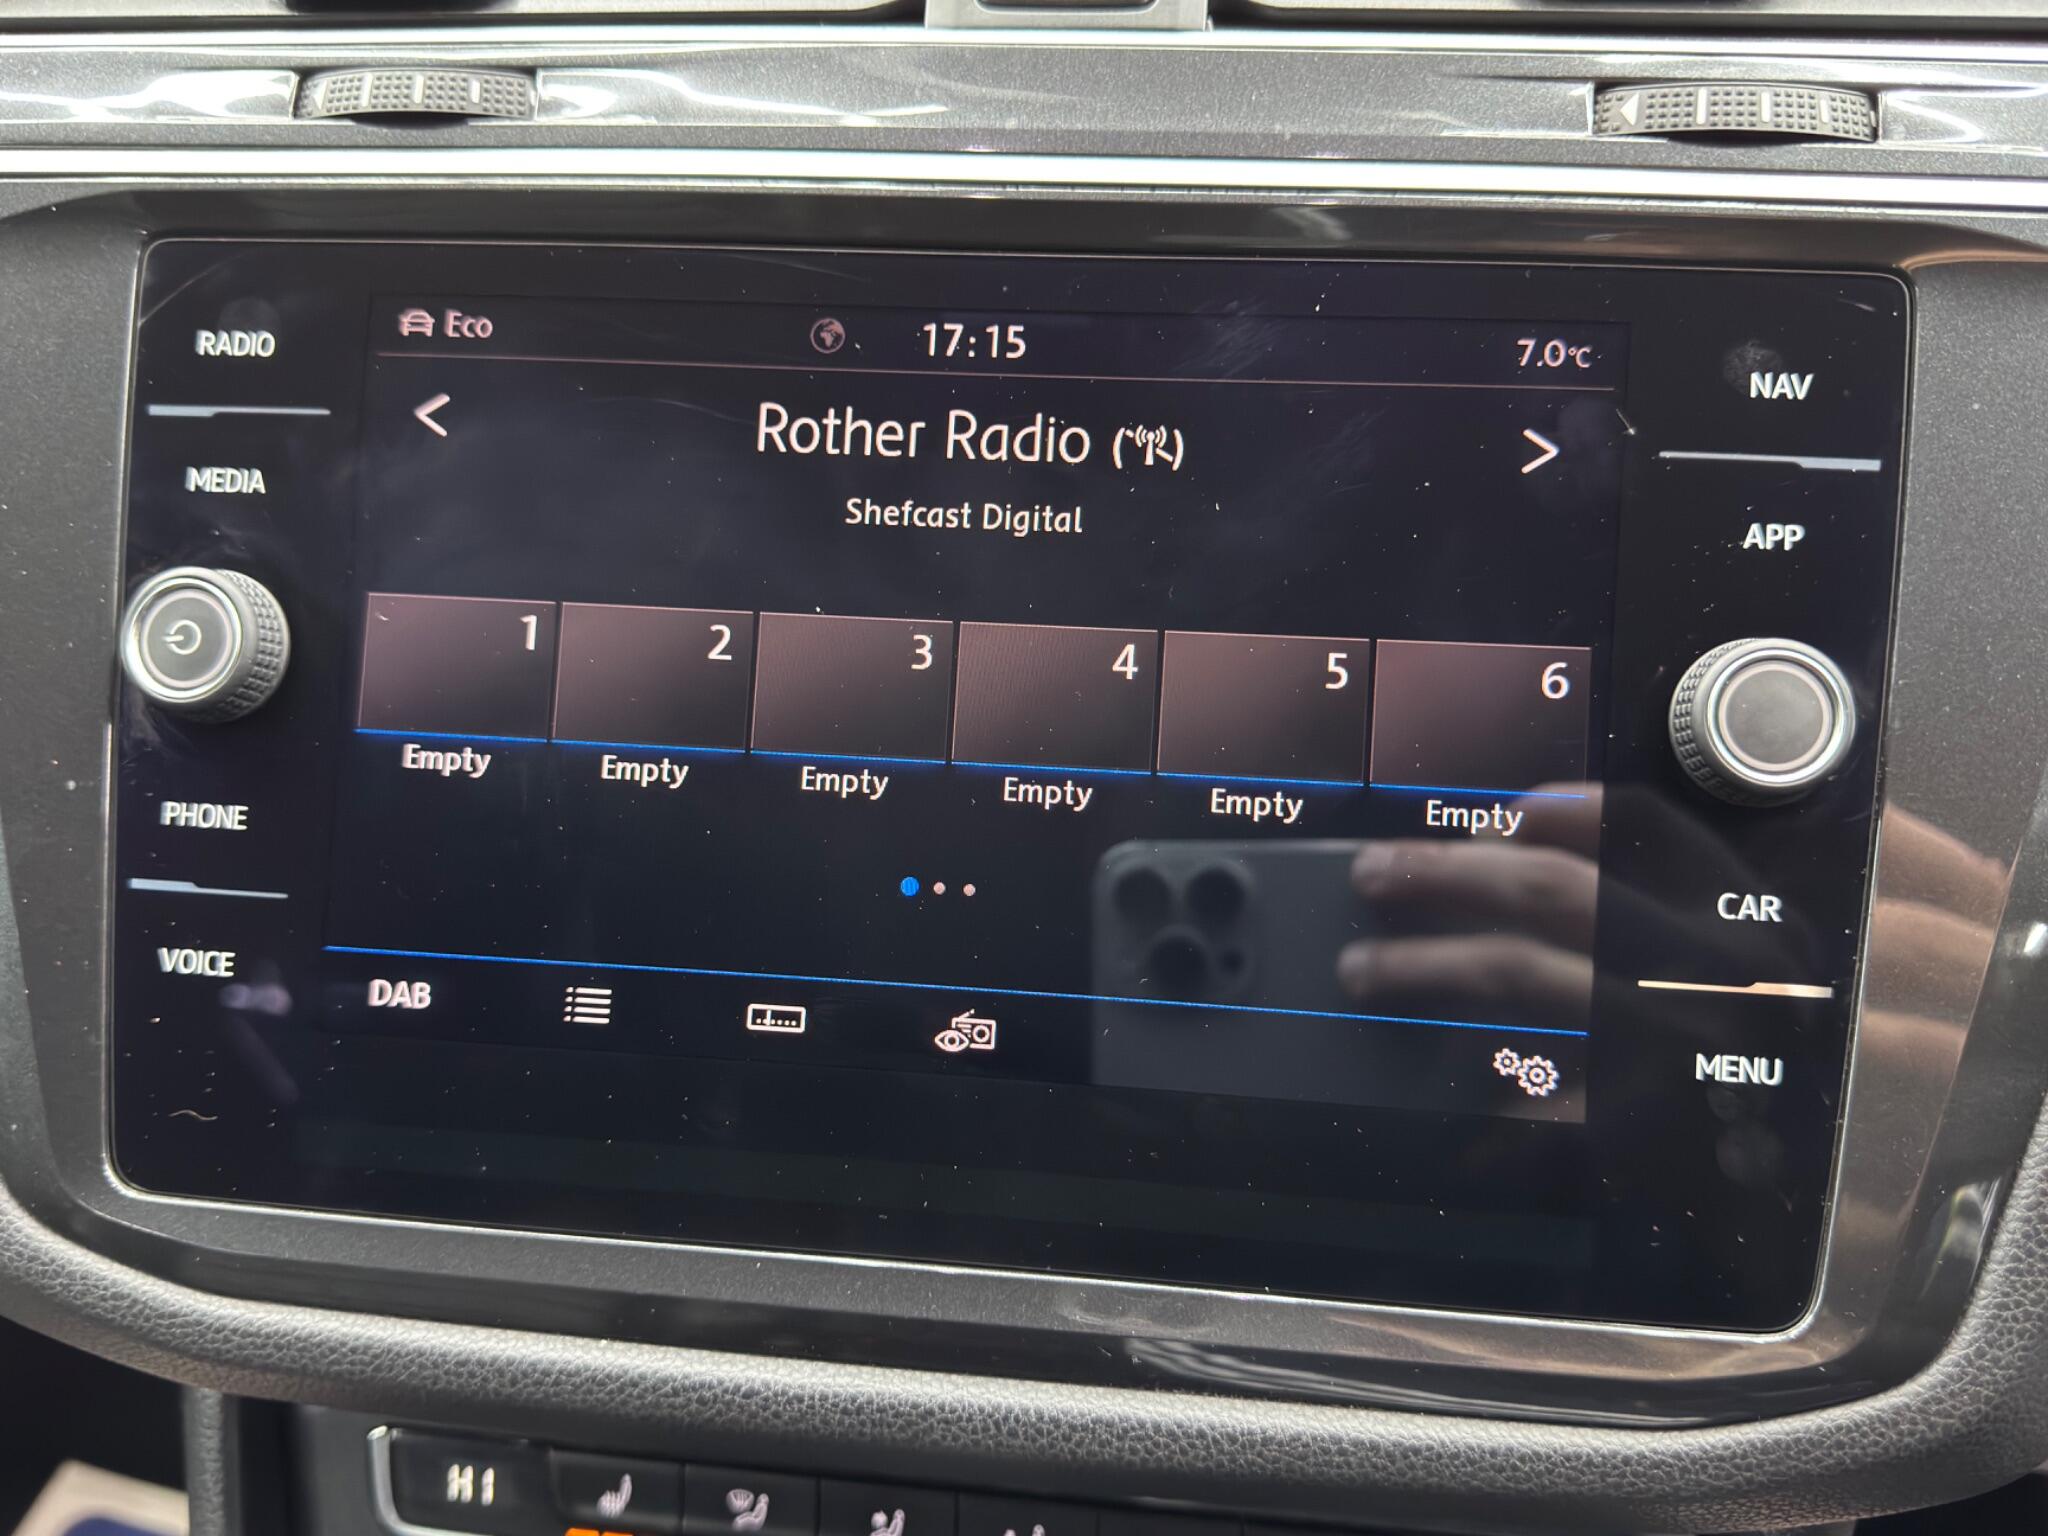 RADIO
MEDIA
PHONE
VOICE
Eco
17:15
7.0°C
Rother Radio
Shefcast Digital
1 2 3 4 5 6
Empty Empty Empty Empty Empty Empty
DAB
NAV
APP
CAR
MENU
HI